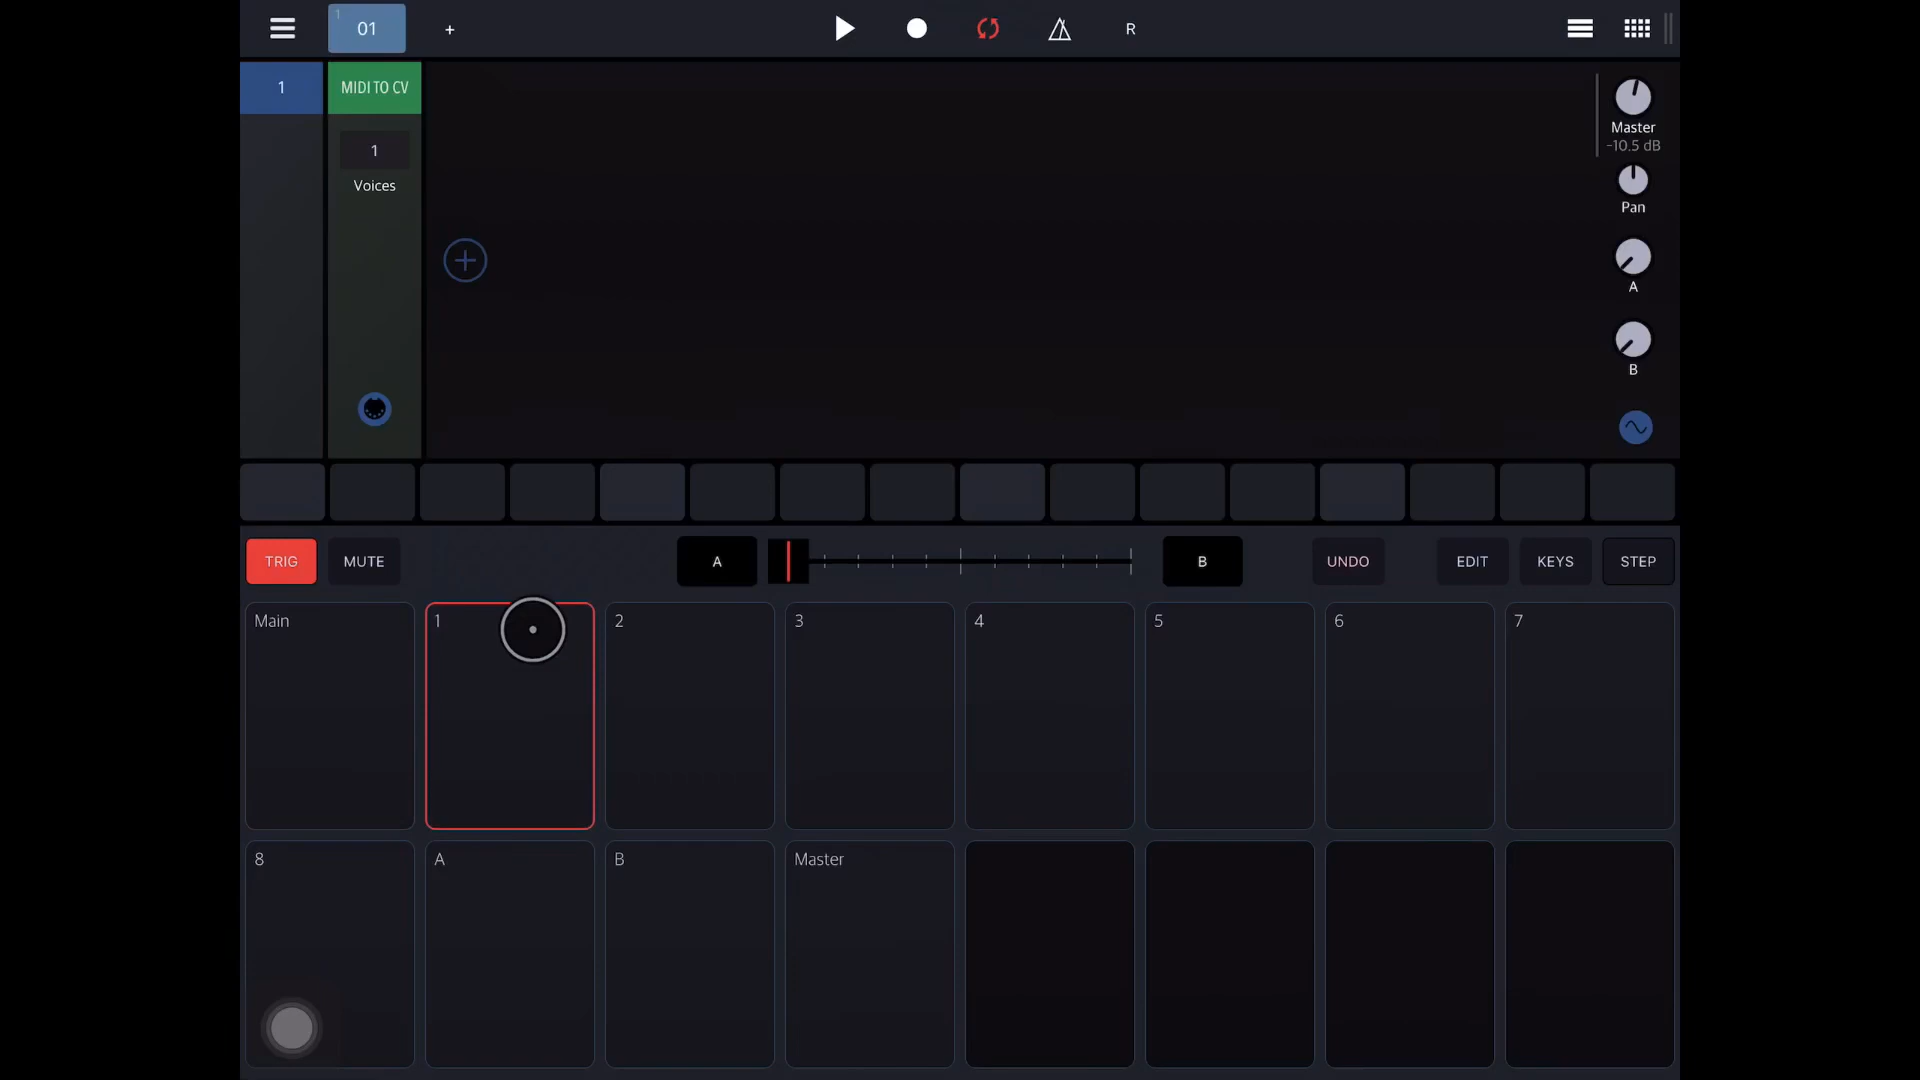 1
01
+
R
1
MIDI TO CV
1
Voices
Master
-10.5 dB
Pan
A
B
TRIG
MUTE
A
B
UNDO
EDIT
KEYS
STEP
Main
1
2
3
4
5
6
7
8
A
B
Master